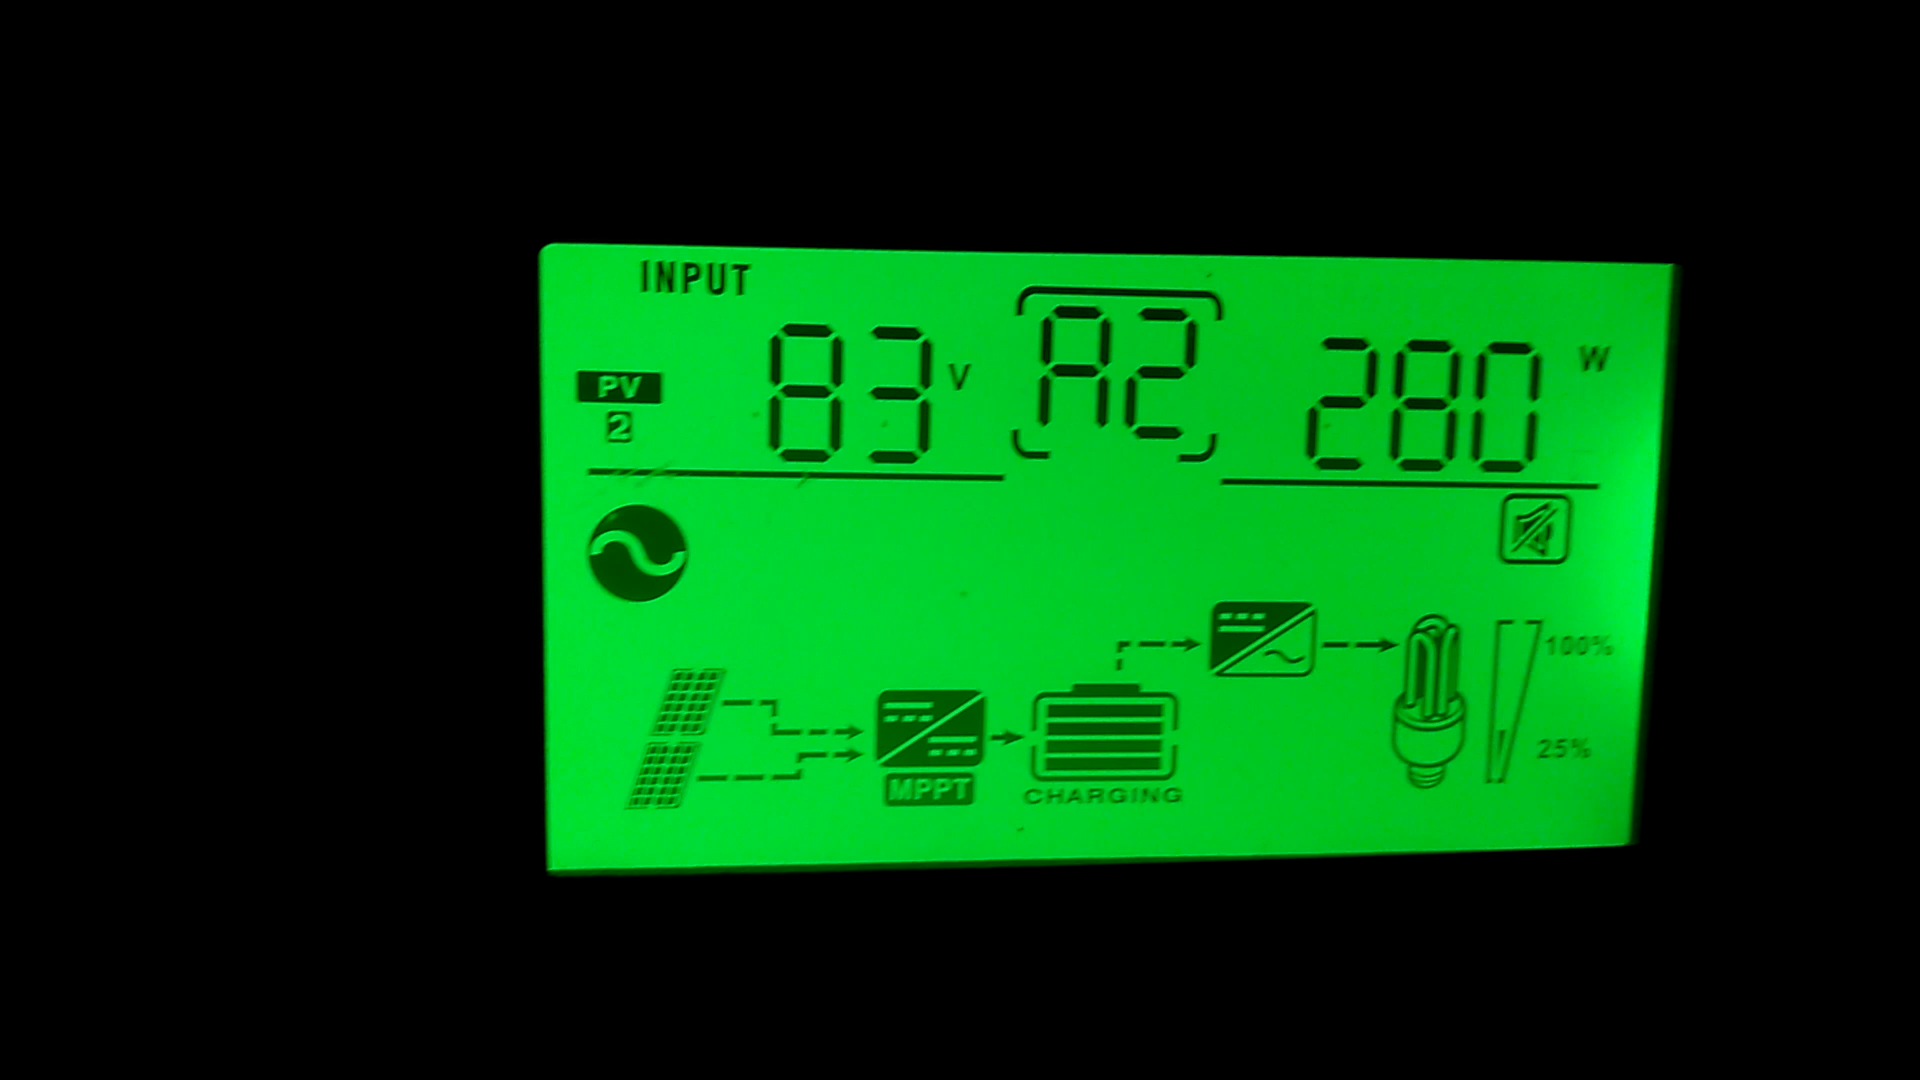 INPUT
PV 2 83 V A2 280 W
100%
25%
MPPT CHARGING